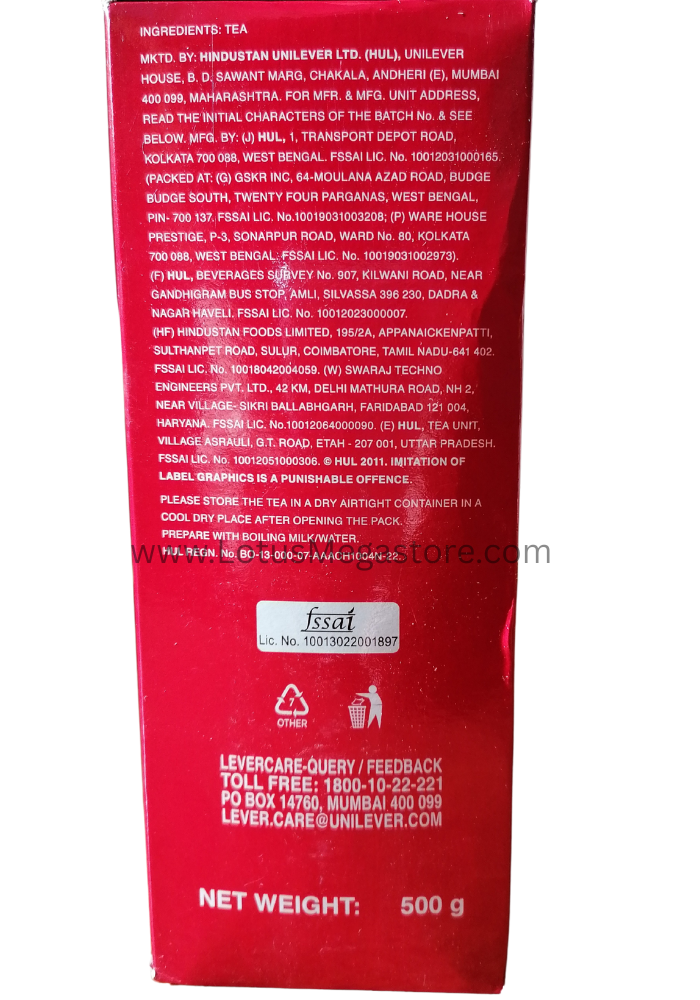 INGREDIENTS: TEA
MKTD. BY: HINDUSTAN UNILEVER LTD. (HUL), UNILEVER
HOUSE, B. D. SAWANT MARG, CHAKALA, ANDHERI (E), MUMBAI
400 099, MAHARASHTRA. FOR MFR. & MFG. UNIT ADDRESS,
READ THE INITIAL CHARACTERS OF THE BATCH No. & SEE
BELOW. MFG. BY: (J) HUL, 1, TRANSPORT DEPOT ROAD,
KOLKATA 700 088, WEST BENGAL. FSSAI LIC. No. 10012031000165.
(PACKED AT: (G) GSKR INC, 64-MOULANA AZAD ROAD, BUDGE
BUDGE SOUTH, TWENTY FOUR PARGANAS, WEST BENGAL,
PIN- 700 137. FSSAI LIC. No.10019031003208; (P) WARE HOUSE
PRESTIGE, P-3, SONARPUR ROAD, WARD No. 80, KOLKATA
700 088, WEST BENGAL. FSSAI LIC. No. 10019031002973).
(F) HUL, BEVERAGES SURVEY No. 907, KILWANI ROAD, NEAR
GANDHIGRAM BUS STOP, AMLI, SILVASSA 396 230, DADRA &
NAGAR HAVELI. FSSAI LIC. No. 10012023000007.
(HF) HINDUSTAN FOODS LIMITED, 195/2A, APPANAICKENPATTI,
SULTHANPET ROAD, SULUR, COIMBATORE, TAMIL NADU-641 402.
FSSAI LIC. No. 10018042004059. (W) SWARAJ TECHNO
ENGINEERS PVT. LTD., 42 KM, DELHI MATHURA ROAD, NH 2,
NEAR VILLAGE- SIKRI BALLABHGARH, FARIDABAD 121 004,
HARYANA. FSSAI LIC. No.10012064000090. (E) HUL, TEA UNIT,
VILLAGE ASRAULI, G.T. ROAD, ETAH - 207 001, UTTAR PRADESH.
FSSAI LIC. No. 10012051000306. © HUL 2011. IMITATION OF
LABEL GRAPHICS IS A PUNISHABLE OFFENCE.
PLEASE STORE THE TEA IN A DRY AIRTIGHT CONTAINER IN A
COOL DRY PLACE AFTER OPENING THE PACK.
PREPARE WITH BOILING MILK/WATER.
www.LotusMegastore.com
HUL REGN. No. BO-13-000-07-AAACH1004N-22.
fssai
Lic. No. 10013022001897
7
OTHER
LEVERCARE-QUERY / FEEDBACK
TOLL FREE: 1800-10-22-221
PO BOX 14760, MUMBAI 400 099
LEVER.CARE@UNILEVER.COM
NET WEIGHT: 500 g